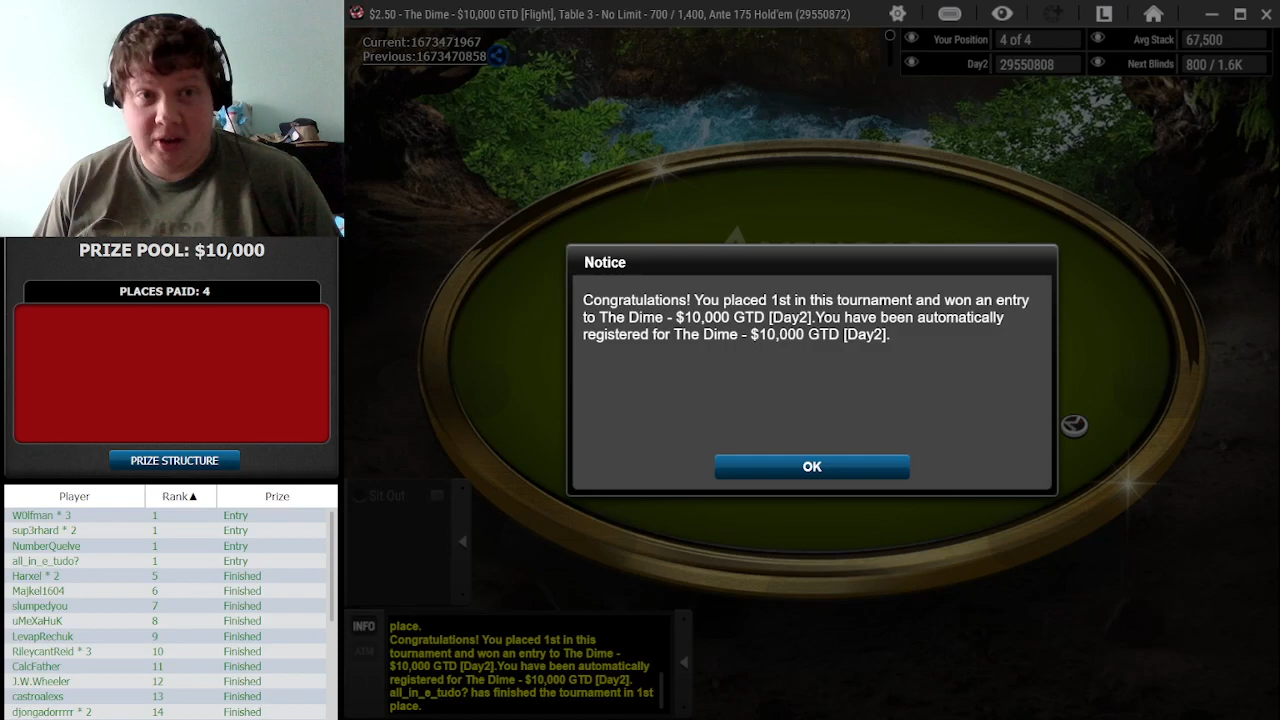 $2.50 - The Dime - $10,000 GTD [Flight], Table 3 - No Limit - 700 / 1,400, Ante 175 Hold'em (29550872)
Current:1673471967
Previous:1673470858
Your Position 4 of 4 Avg Stack 67,500
Day2 29550808 Next Blinds 800 / 1.6K
PRIZE POOL: $10,000
PLACES PAID: 4
PRIZE STRUCTURE
Notice
Congratulations! You placed 1st in this tournament and won an entry
to The Dime - $10,000 GTD [Day2].You have been automatically
registered for The Dime - $10,000 GTD [Day2].
OK
Sit Out
Player Rank▲ Prize
W0lfman * 3 1 Entry
sup3rhard * 2 1 Entry
NumberQuelve 1 Entry
all_in_e_tudo? 1 Entry
Harxel * 2 5 Finished
Majkel1604 6 Finished
slumpedyou 7 Finished
uMeXaHuK 8 Finished
LevapRechuk 9 Finished
RileycantReid * 3 10 Finished
CalcFather 11 Finished
J.W.Wheeler 12 Finished
castroalexs 13 Finished
djongadorrrrr * 2 14 Finished
INFO
ATM
place.
Congratulations! You placed 1st in this
tournament and won an entry to The Dime -
$10,000 GTD [Day2].You have been automatically
registered for The Dime - $10,000 GTD [Day2].
all_in_e_tudo? has finished the tournament in 1st
place.